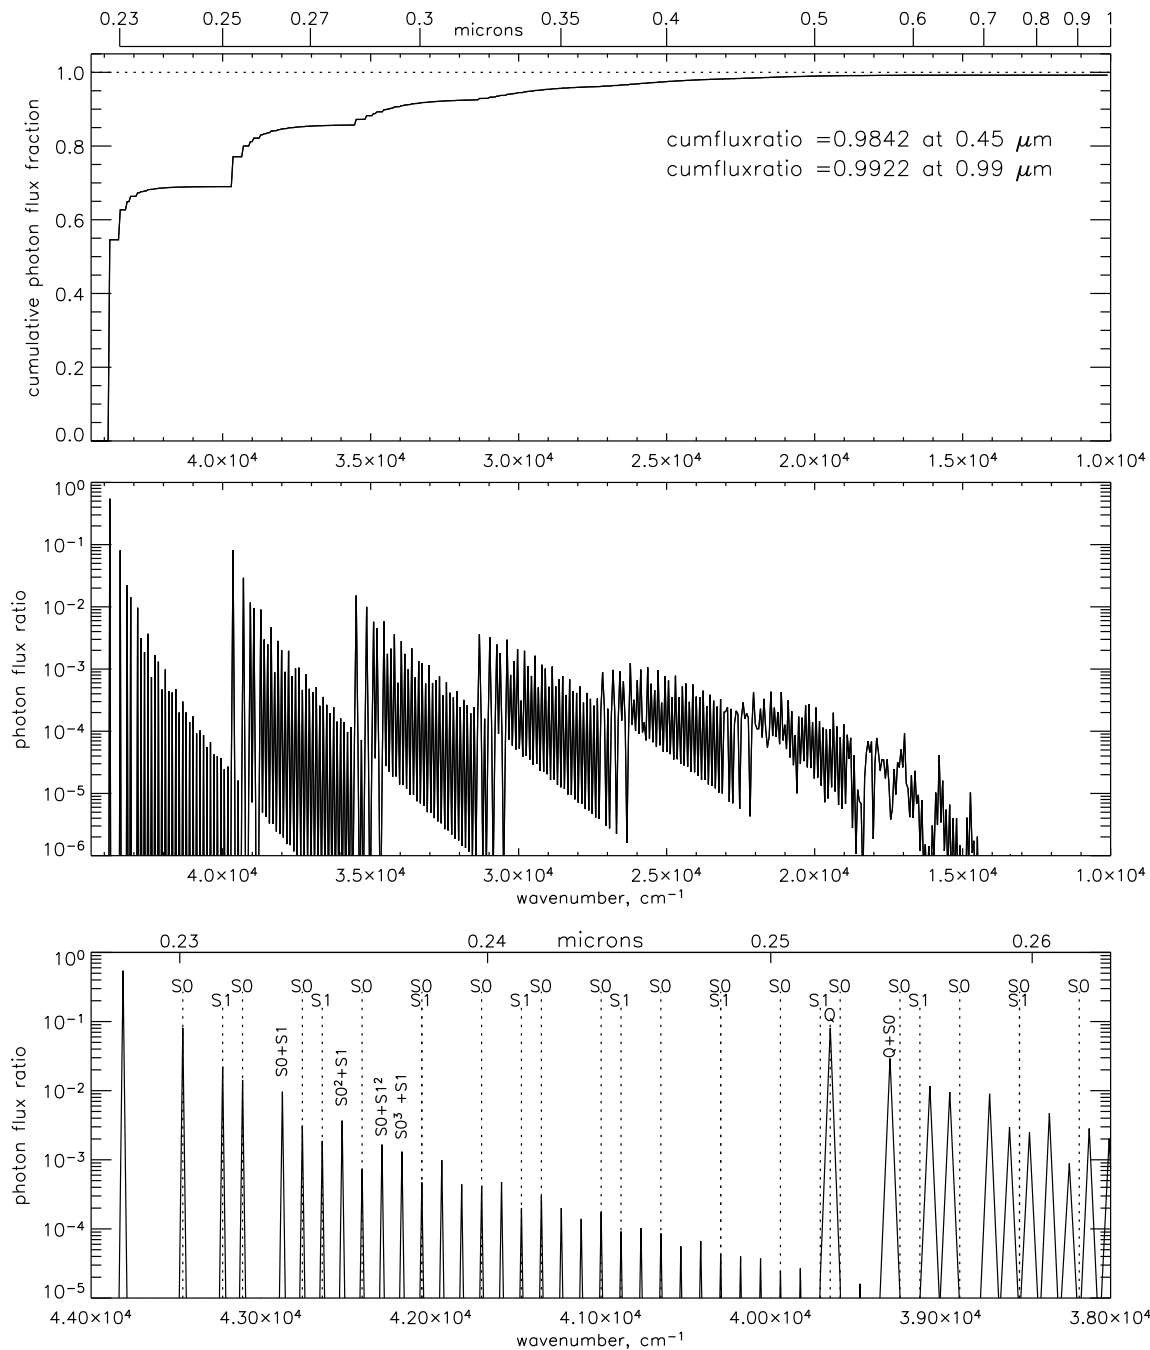 0.23 0.25 0.27 0.3 0.35 0.4 0.5 0.6 0.7 0.8 0.9 1
microns
1.0
0.8
0.6
0.4
0.2
0.0
cumulative photon flux fraction
cumfluxratio =0.9842 at 0.45 μm
cumfluxratio =0.9922 at 0.99 μm
4.0×10⁴ 3.5×10⁴ 3.0×10⁴ 2.5×10⁴ 2.0×10⁴ 1.5×10⁴ 1.0×10⁴
10⁰
10⁻¹
10⁻²
10⁻³
10⁻⁴
10⁻⁵
10⁻⁶
photon flux ratio
4.0×10⁴ 3.5×10⁴ 3.0×10⁴ 2.5×10⁴ 2.0×10⁴ 1.5×10⁴ 1.0×10⁴
wavenumber, cm⁻¹
0.23 0.24 microns 0.25 0.26
10⁰
10⁻¹
10⁻²
10⁻³
10⁻⁴
10⁻⁵
photon flux ratio
S0 S0 S0 S0 S0 S0 S0 S0 S0 S0 S0 S0 S0 S0 S0 S0
S1 S1 S1 S1 S1 S1 S1 S1 S1
Q
S0+S1
S0²+S1
S0+S1²
S0³ +S1
Q+S0
4.40×10⁴ 4.30×10⁴ 4.20×10⁴ 4.10×10⁴ 4.00×10⁴ 3.90×10⁴ 3.80×10⁴
wavenumber, cm⁻¹